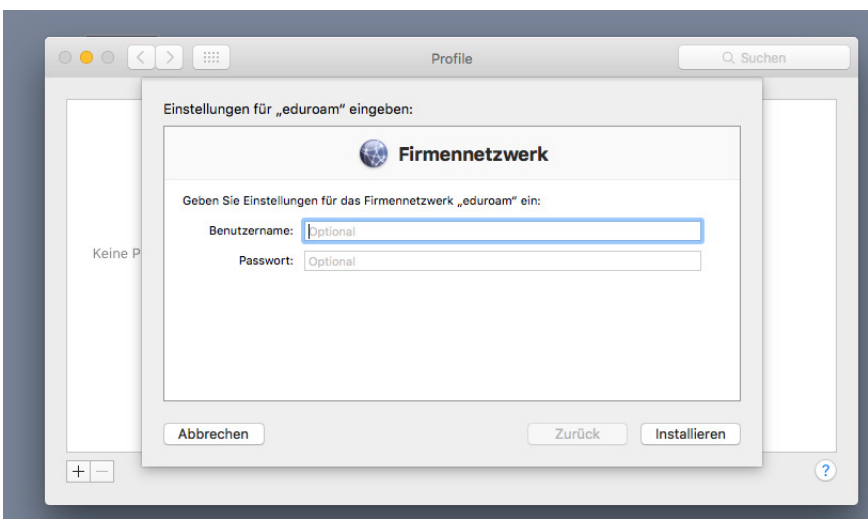 Profile
Suchen
Einstellungen für „eduroam“ eingeben:
Firmennetzwerk
Geben Sie Einstellungen für das Firmennetzwerk „eduroam“ ein:
Benutzername: Optional
Keine P
Passwort: Optional
Abbrechen
Zurück
Installieren
+ −
?